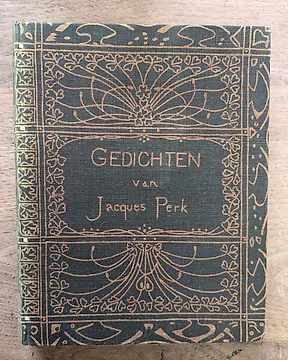 GEDICHTEN
van
Jacques Perk